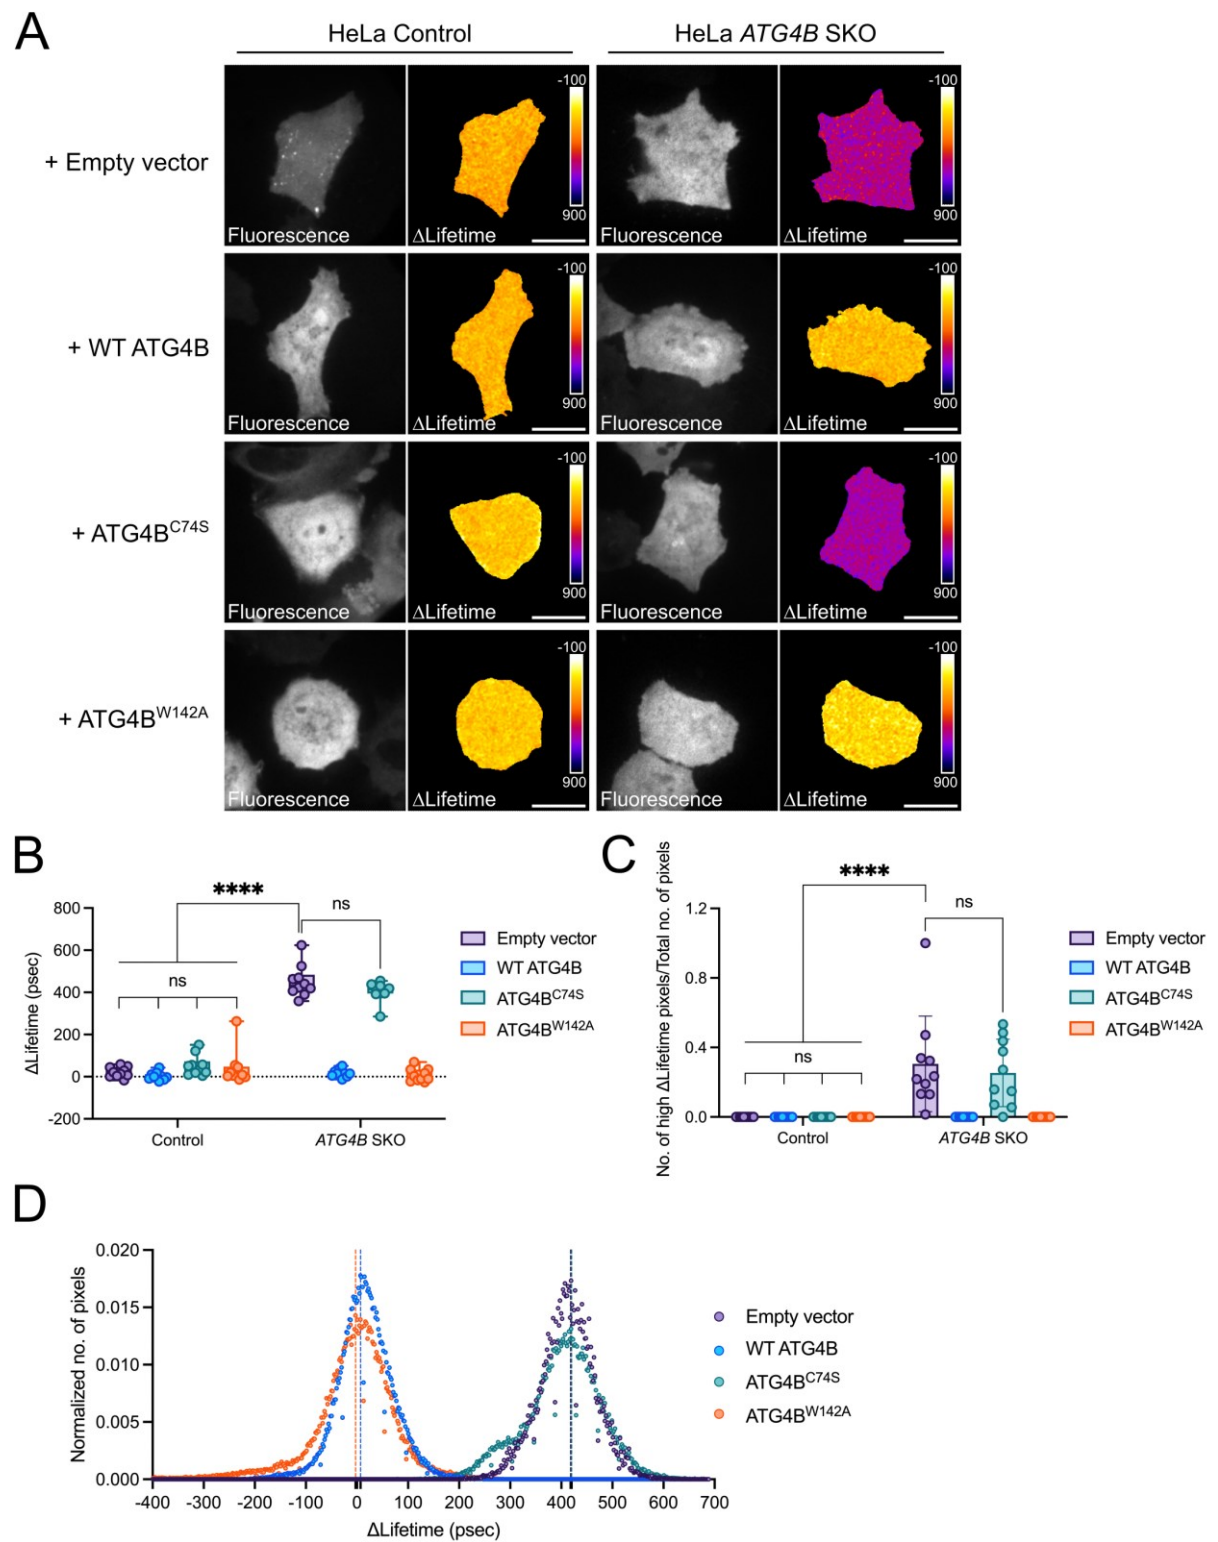 A
HeLa Control
HeLa ATG4B SKO
+ Empty vector
Fluorescence
ΔLifetime
-100
900
Fluorescence
ΔLifetime
-100
900
+ WT ATG4B
Fluorescence
ΔLifetime
-100
900
Fluorescence
ΔLifetime
-100
900
+ ATG4BC74S
Fluorescence
ΔLifetime
-100
900
Fluorescence
ΔLifetime
-100
900
+ ATG4BW142A
Fluorescence
ΔLifetime
-100
900
Fluorescence
ΔLifetime
-100
900
B
ΔLifetime (psec)
800
600
400
200
0
-200
****
ns
ns
Control
ATG4B SKO
Empty vector
WT ATG4B
ATG4BC74S
ATG4BW142A
C
No. of high ΔLifetime pixels/Total no. of pixels
1.2
0.8
0.4
0.0
****
ns
ns
Control
ATG4B SKO
Empty vector
WT ATG4B
ATG4BC74S
ATG4BW142A
D
Normalized no. of pixels
0.020
0.015
0.010
0.005
0.000
-400 -300 -200 -100 0 100 200 300 400 500 600 700
ΔLifetime (psec)
Empty vector
WT ATG4B
ATG4BC74S
ATG4BW142A